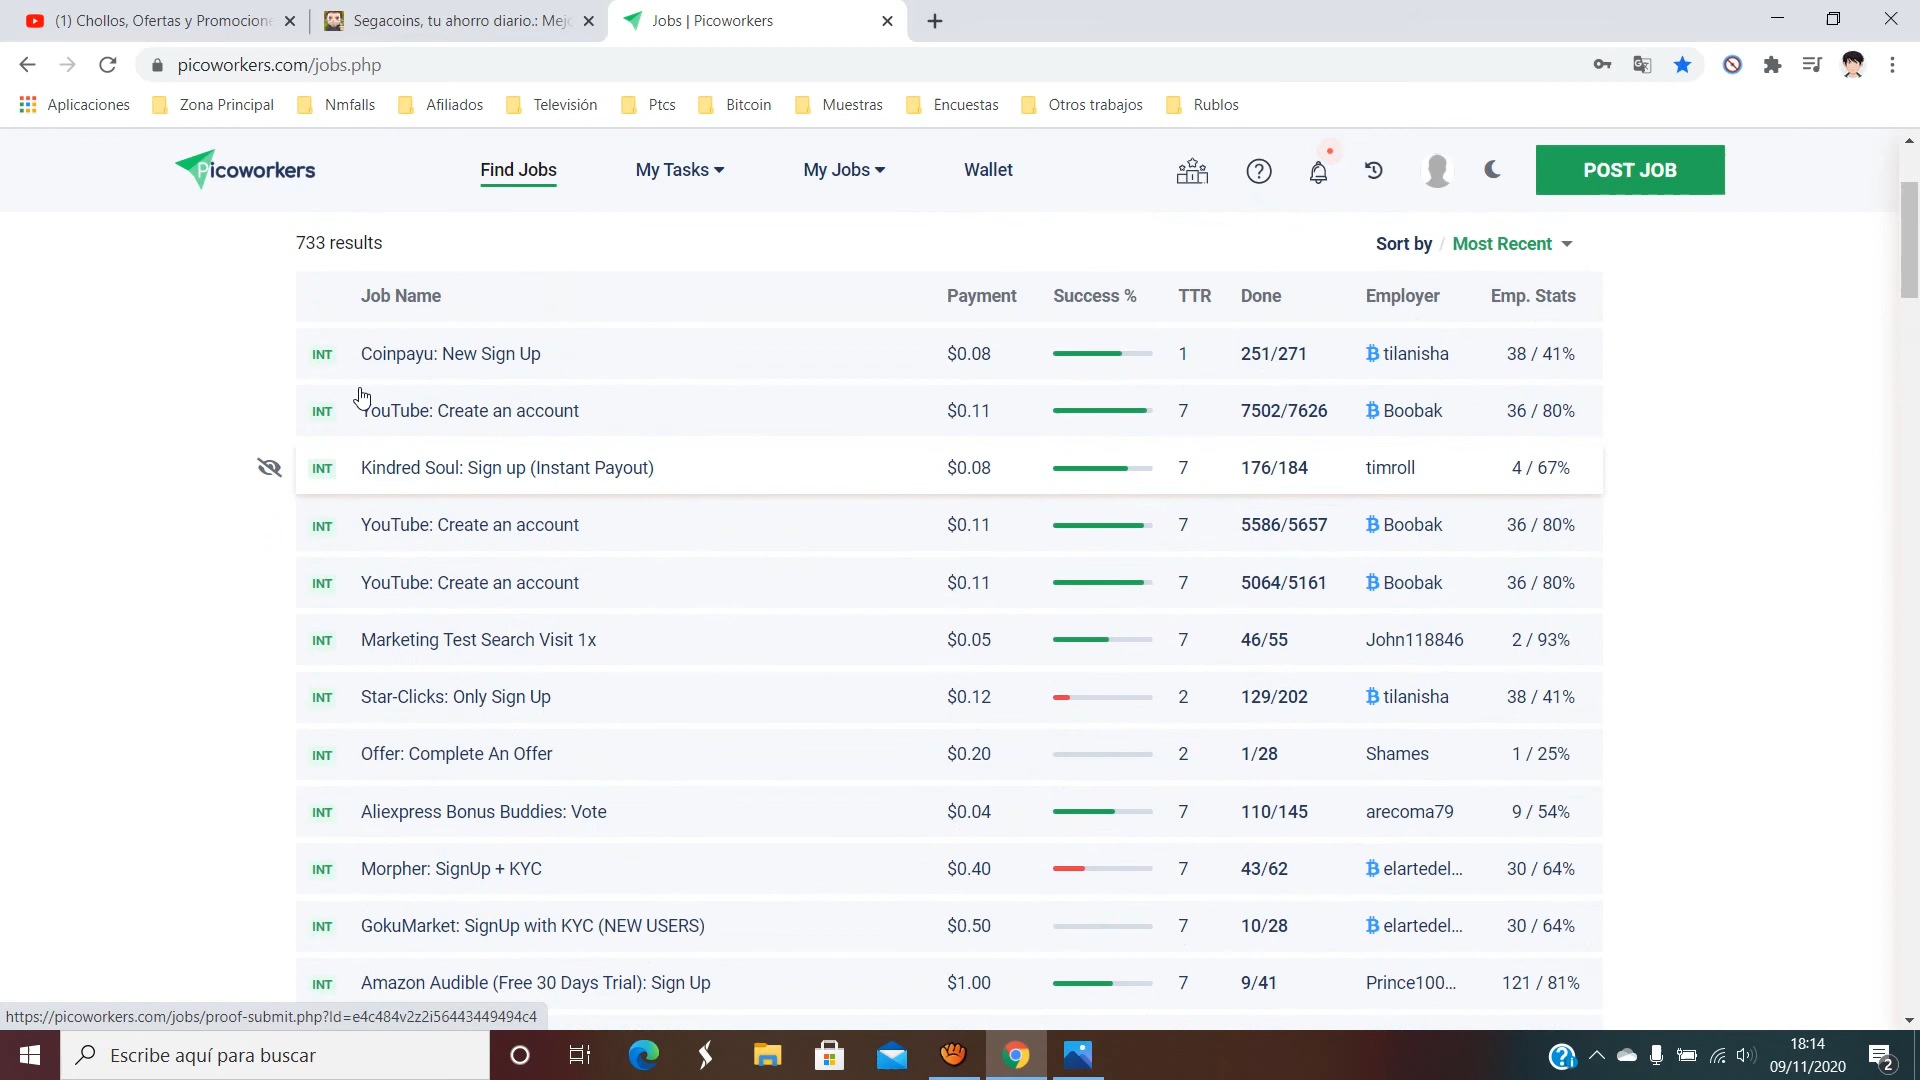 (1) Chollos, Ofertas y Promocione
Segacoins, tu ahorro diario.: Mejo
Jobs | Picoworkers
picoworkers.com/jobs.php
Aplicaciones Zona Principal Nmfalls Afiliados Televisión Ptcs Bitcoin Muestras Encuestas Otros trabajos Rublos
Picoworkers Find Jobs My Tasks My Jobs Wallet POST JOB
733 results Sort by / Most Recent
Job Name Payment Success % TTR Done Employer Emp. Stats
INT Coinpayu: New Sign Up $0.08 1 251/271 tilanisha 38 / 41%
INT YouTube: Create an account $0.11 7 7502/7626 Boobak 36 / 80%
INT Kindred Soul: Sign up (Instant Payout) $0.08 7 176/184 timroll 4 / 67%
INT YouTube: Create an account $0.11 7 5586/5657 Boobak 36 / 80%
INT YouTube: Create an account $0.11 7 5064/5161 Boobak 36 / 80%
INT Marketing Test Search Visit 1x $0.05 7 46/55 John118846 2 / 93%
INT Star-Clicks: Only Sign Up $0.12 2 129/202 tilanisha 38 / 41%
INT Offer: Complete An Offer $0.20 2 1/28 Shames 1 / 25%
INT Aliexpress Bonus Buddies: Vote $0.04 7 110/145 arecoma79 9 / 54%
INT Morpher: SignUp + KYC $0.40 7 43/62 elartedel... 30 / 64%
INT GokuMarket: SignUp with KYC (NEW USERS) $0.50 7 10/28 elartedel... 30 / 64%
INT Amazon Audible (Free 30 Days Trial): Sign Up $1.00 7 9/41 Prince100... 121 / 81%
https://picoworkers.com/jobs/proof-submit.php?Id=e4c484v2z2i56443449494c4
Escribe aquí para buscar
18:14
09/11/2020
2